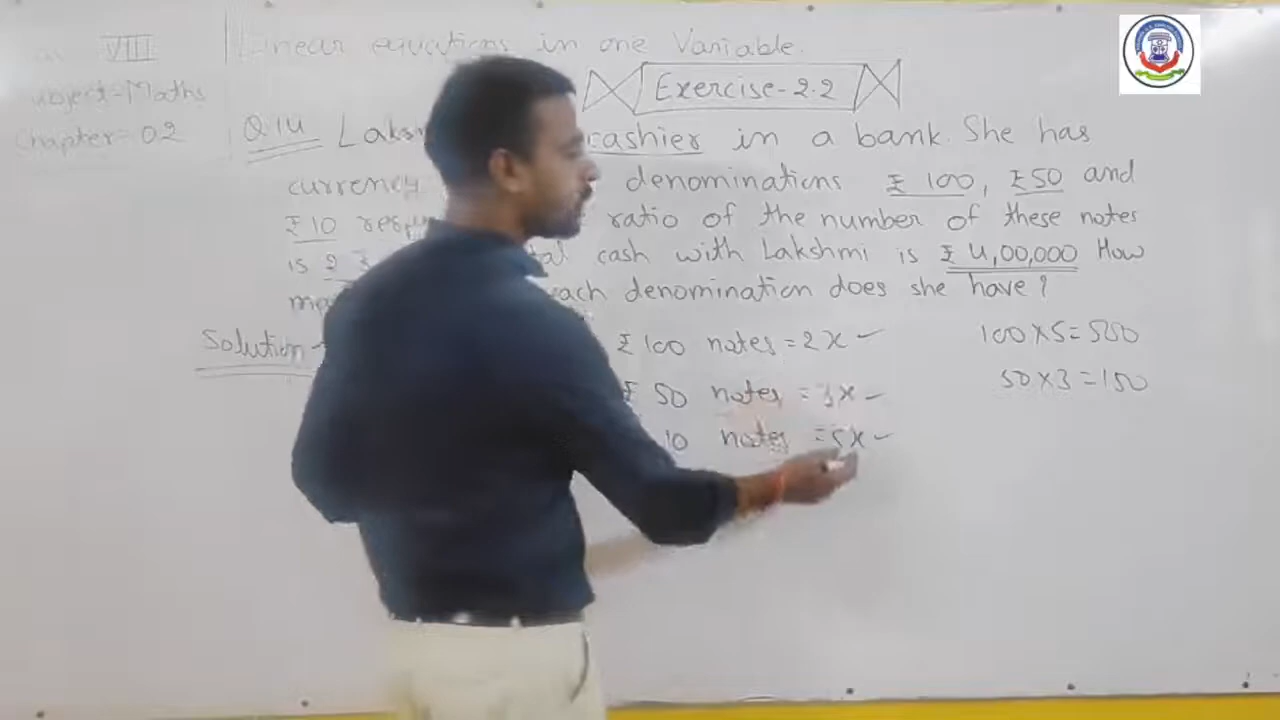 VIII Linear equations in one Variable.
Subject-Maths
Exercise-2.2
Chapter-02
Q.14 cashier in a bank. She has
currency denominations ₹ 100, ₹50 and
₹10 ratio of the number of these notes
is 2 3 cash with Lakshmi is ₹ 4,00,000 How
each denomination does she have?
Solution ₹ 100 notes = 2x 100×5=500
₹ 50 notes = 3x 50×3=150
10 notes =5x